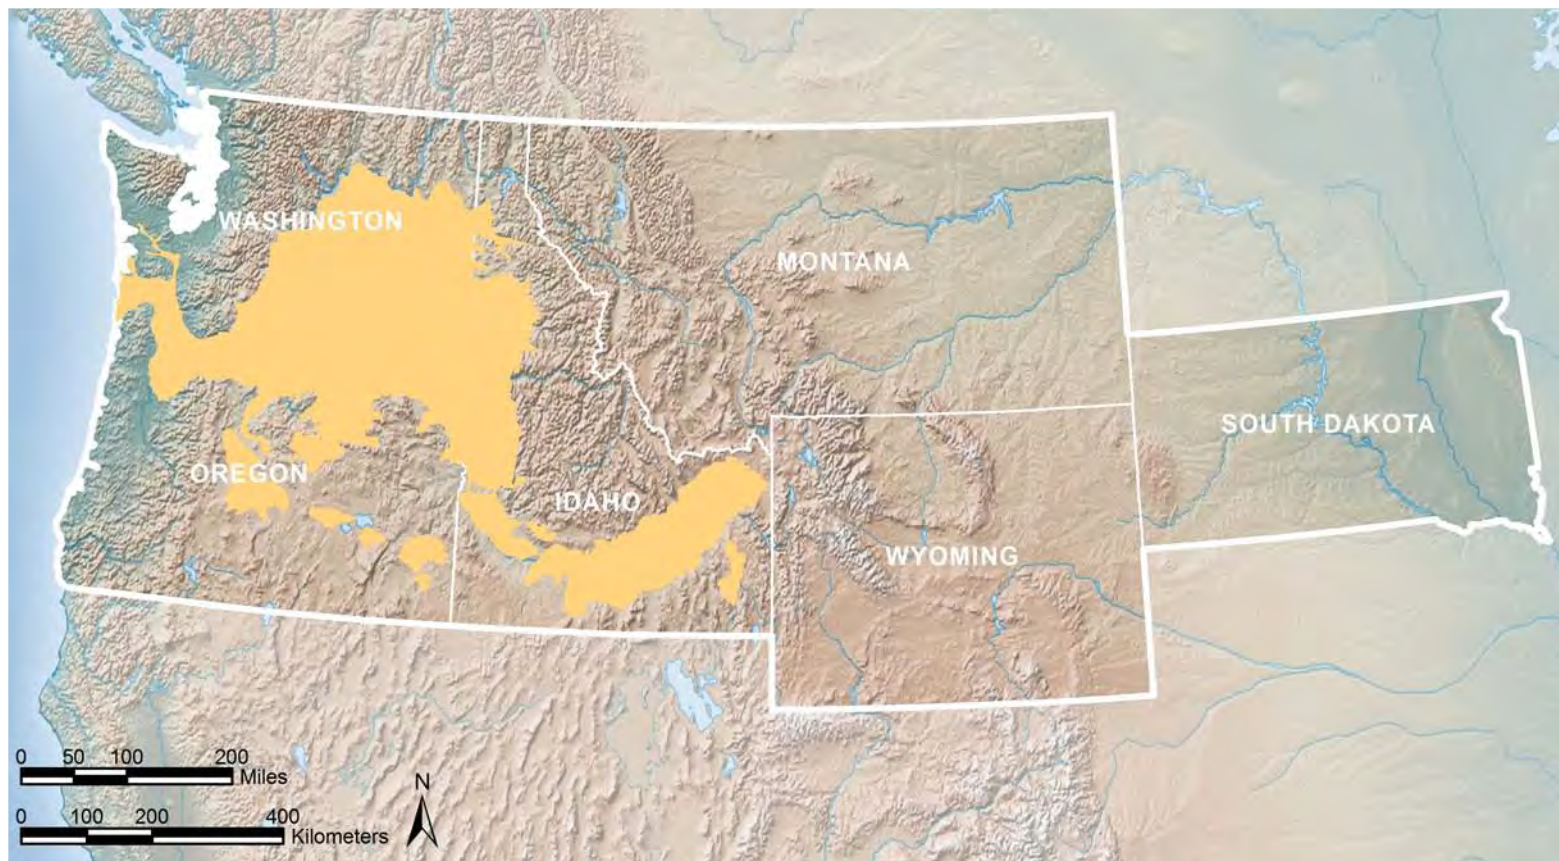 WASHINGTON
MONTANA
SOUTH DAKOTA
OREGON
IDAHO
WYOMING
0 50 100 200
Miles
0 100 200 400
Kilometers
N